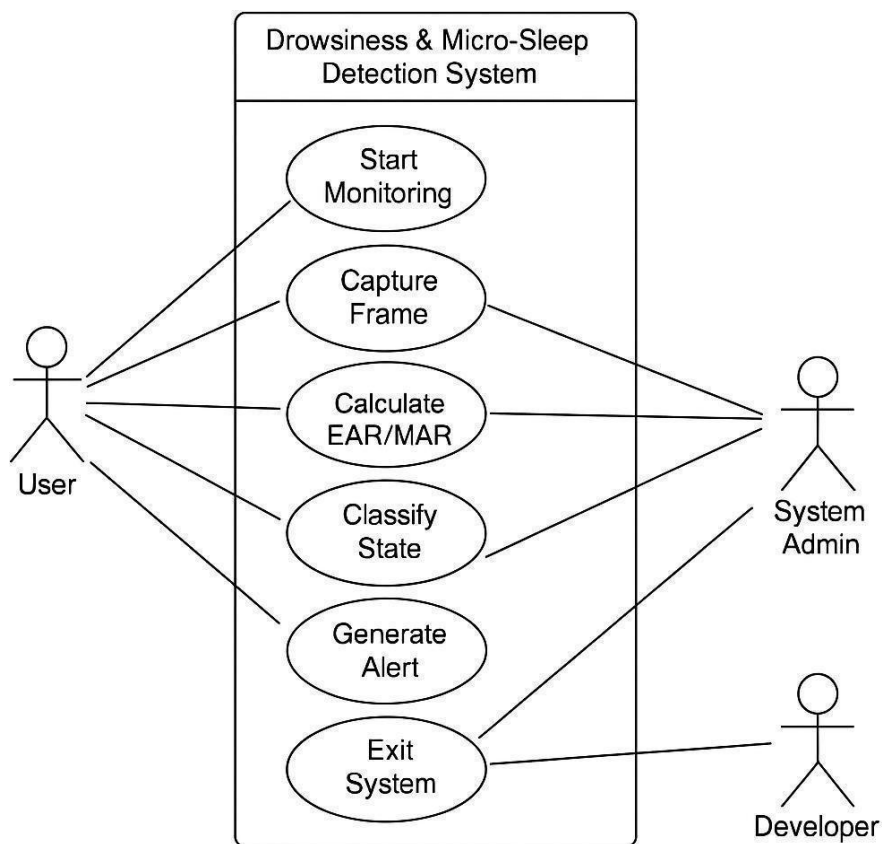 Drowsiness & Micro-Sleep
Detection System
Start
Monitoring
Capture
Frame
Calculate
EAR/MAR
Classify
State
Generate
Alert
Exit
System
User
System
Admin
Developer